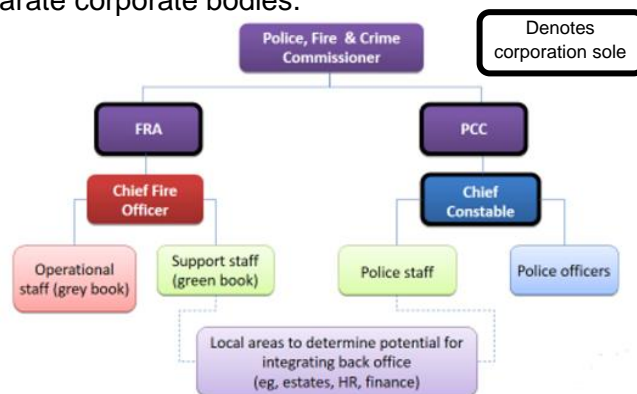 arate corporate bodies.
Denotes
corporation sole
Police, Fire & Crime
Commissioner
FRA
PCC
Chief Fire
Officer
Chief
Constable
Operational
staff (grey book)
Support staff
(green book)
Police staff
Police officers
Local areas to determine potential for
integrating back office
(eg, estates, HR, finance)